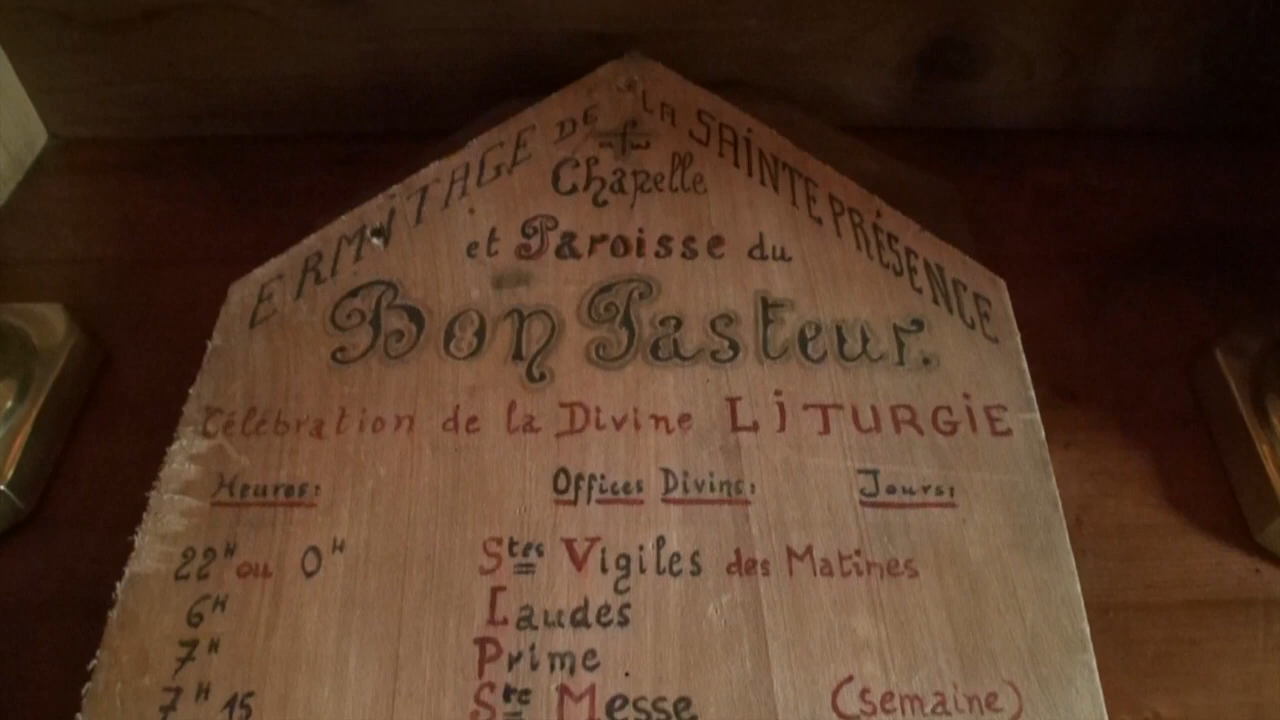 ERMITAGE DE LA SAINTE PRÉSENCE
Chapelle
et Paroisse du
Bon Pasteur.
Célébration de la Divine LiTURGiE
Heures: Offices Divins: Jours:
22H ou 0H Stes Vigiles des Matines
6H Laudes
7H Prime
7H 15 Ste Messe (semaine)